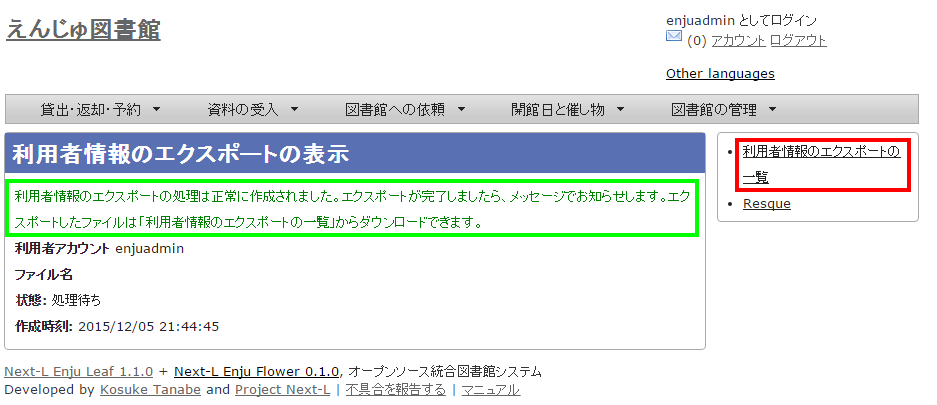 えんじゅ図書館
enjuadmin としてログイン
(0) アカウント ログアウト
Other languages
貸出・返却・予約 ▼ 資料の受入 ▼ 図書館への依頼 ▼ 開館日と催し物 ▼ 図書館の管理 ▼
利用者情報のエクスポートの表示
利用者情報のエクスポートの処理は正常に作成されました。エクスポートが完了しましたら、メッセージでお知らせします。エク
スポートしたファイルは「利用者情報のエクスポートの一覧」からダウンロードできます。
利用者アカウント enjuadmin
ファイル名
状態: 処理待ち
作成時刻: 2015/12/05 21:44:45
• 利用者情報のエクスポートの
一覧
• Resque
Next-L Enju Leaf 1.1.0 + Next-L Enju Flower 0.1.0, オープンソース統合図書館システム
Developed by Kosuke Tanabe and Project Next-L | 不具合を報告する | マニュアル